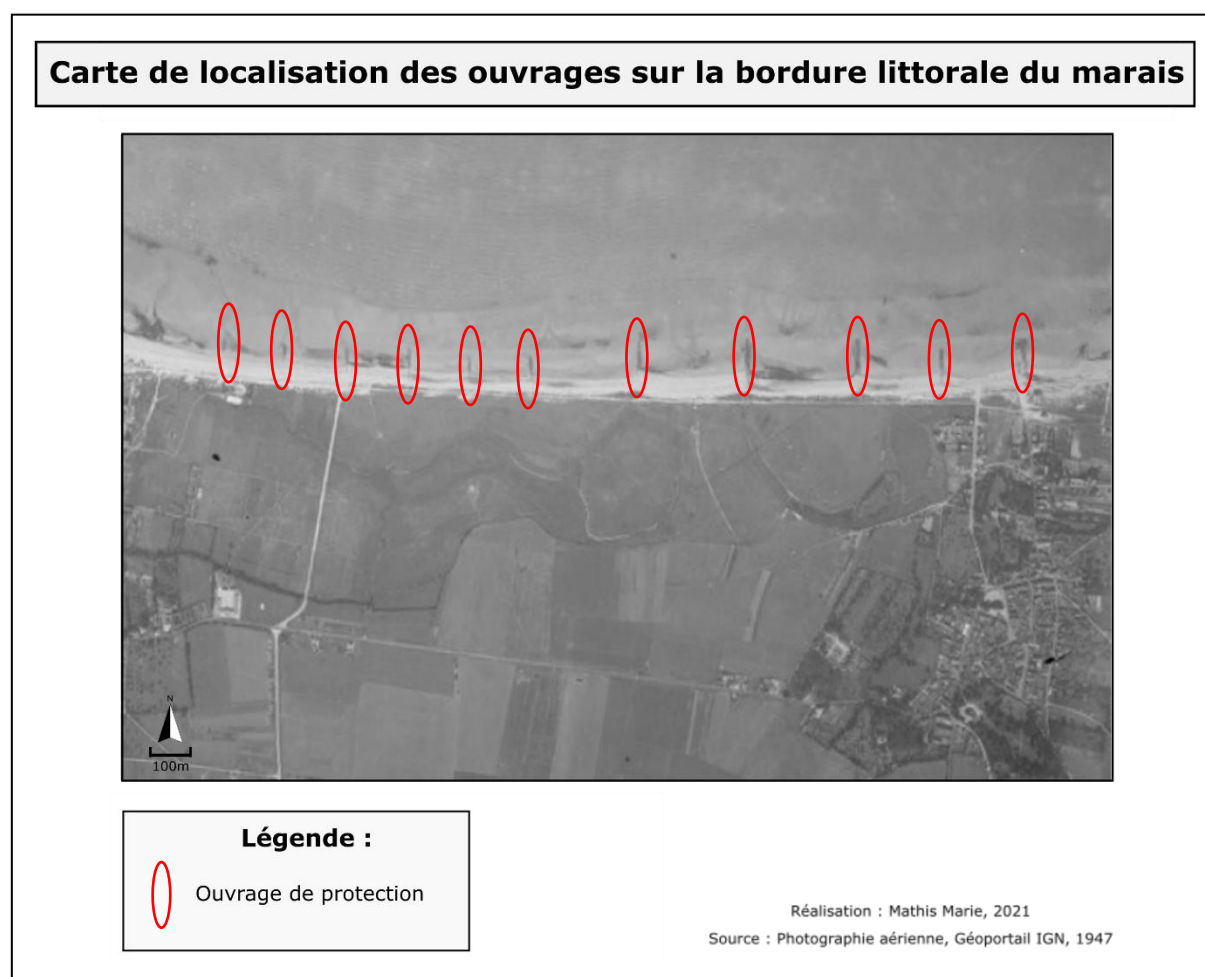 Carte de localisation des ouvrages sur la bordure littorale du marais
N
100m
Légende :
Ouvrage de protection
Réalisation : Mathis Marie, 2021
Source : Photographie aérienne, Géoportail IGN, 1947